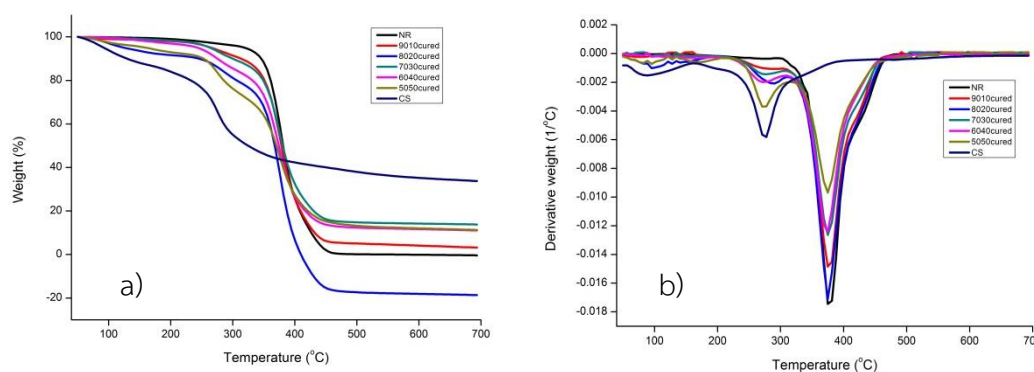 100
80
60
40
20
0
-20
Weight (%)
NR
9010cured
8020cured
7030cured
6040cured
5050cured
CS
a)
100 200 300 400 500 600 700
Temperature (°C)
0.002
0.000
-0.002
-0.004
-0.006
-0.008
-0.010
-0.012
-0.014
-0.016
-0.018
Derivative weight (1/°C)
NR
9010cured
8020cured
7030cured
6040cured
5050cured
CS
b)
100 200 300 400 500 600 70
Temperature (°C)